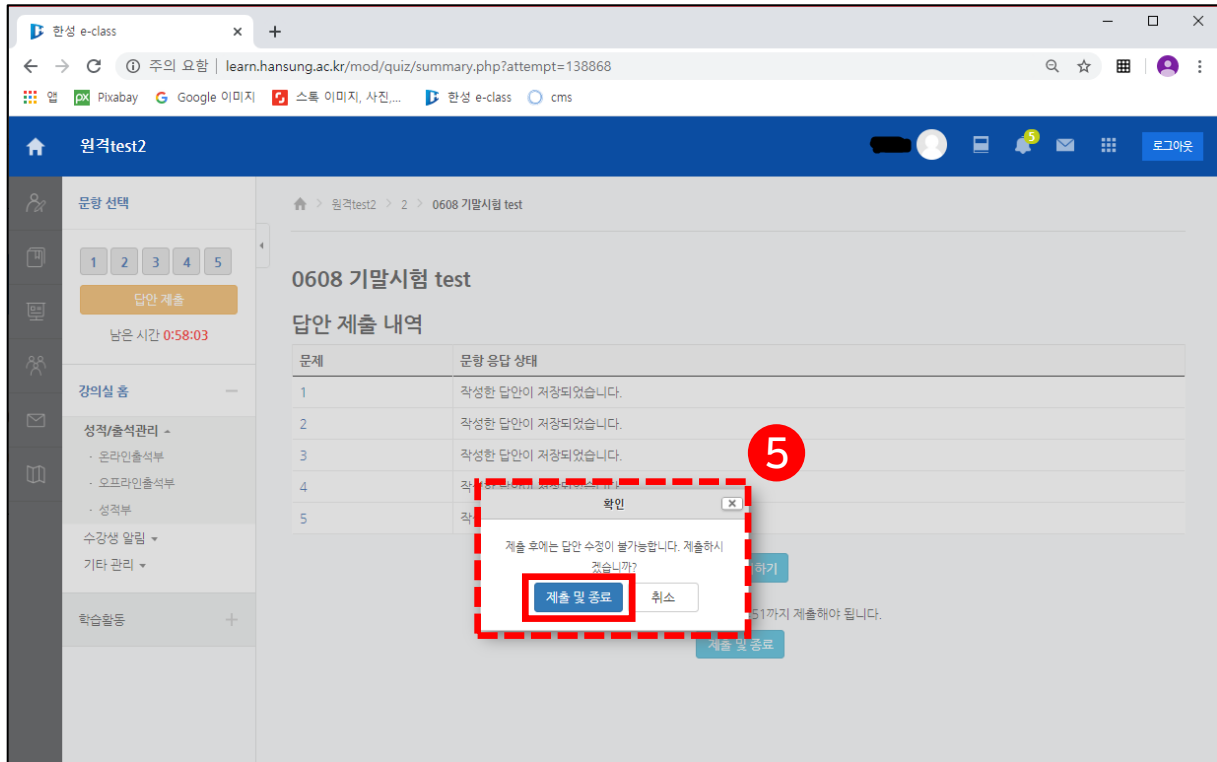 한성 e-class
주의 요함 | learn.hansung.ac.kr/mod/quiz/summary.php?attempt=138868
앱 Pixabay Google 이미지 스톡 이미지, 사진,... 한성 e-class cms
원격test2 5 로그아웃
문항 선택
1 2 3 4 5
답안 제출
남은 시간 0:58:03
강의실 홈
성적/출석관리
· 온라인출석부
· 오프라인출석부
· 성적부
수강생 알림
기타 관리
학습활동
원격test2 > 2 > 0608 기말시험 test
0608 기말시험 test
답안 제출 내역
문제 문항 응답 상태
1 작성한 답안이 저장되었습니다.
2 작성한 답안이 저장되었습니다.
3 작성한 답안이 저장되었습니다.
4
5
5
확인
제출 후에는 답안 수정이 불가능합니다. 제출하시
겠습니까?
제출 및 종료 취소
하기
51까지 제출해야 됩니다.
제출 및 종료